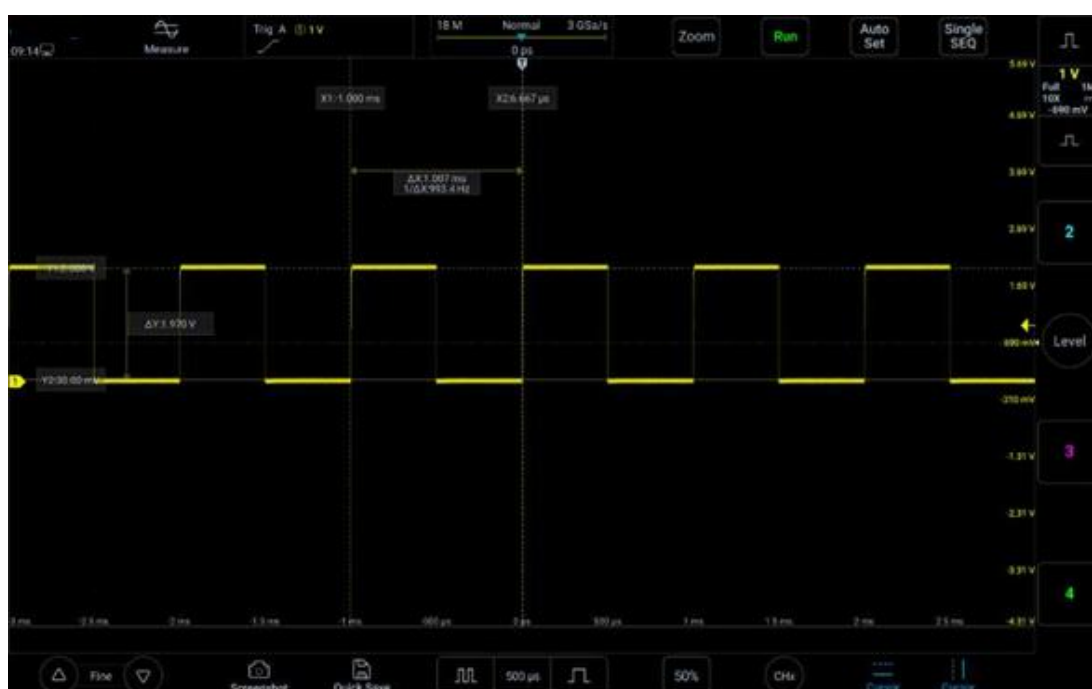 Trig A ① 1 V
18 M Normal 3 GSa/s
09:14
Measure
0 ps
Zoom
Run
Auto
Set
Single
SEQ
T
5.69 V
1 V
Full 1M
10X
-690 mV
X1:-1.000 ms
X2:6.667 µs
4.69 V
ΔX:1.007 ms
1/ΔX:993.4 Hz
3.69 V
2.69 V
2
1.69 V
ΔY:1.970 V
690 mV
Level
1
Y2:30.00 mV
-310 mV
-1.31 V
3
-2.31 V
-3.31 V
4
-2.5 ms
-2 ms
-1.5 ms
-1 ms
-500 µs
0 ps
500 µs
1 ms
1.5 ms
2 ms
2.5 ms
-4.31 V
Fine
Screenshot
Quick Save
500 µs
50%
CHx
Cursor
Cursor